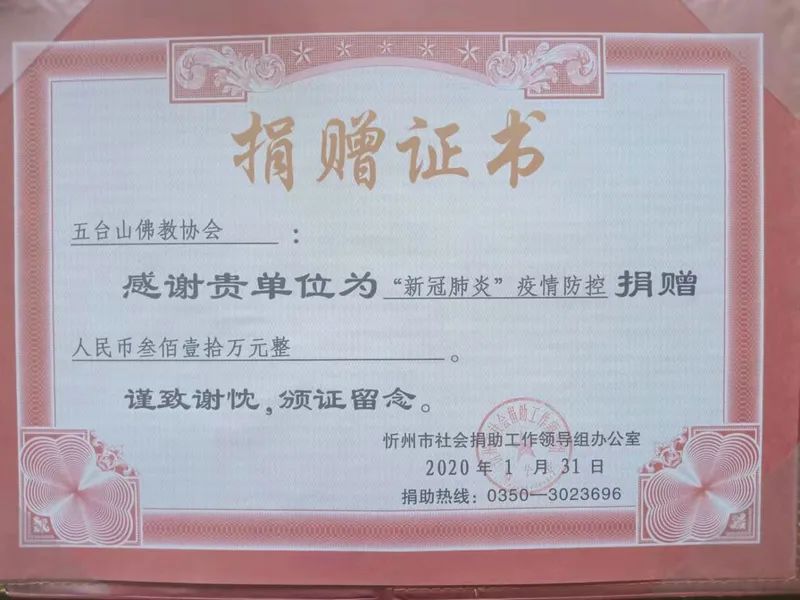 捐赠证书
五台山佛教协会：
感谢贵单位为“新冠肺炎”疫情防控捐赠
人民币叁佰壹拾万元整。
谨致谢忱，颁证留念。
忻州市社会捐助工作领导组办公室
2020年1月31日
捐助热线：0350—3023696